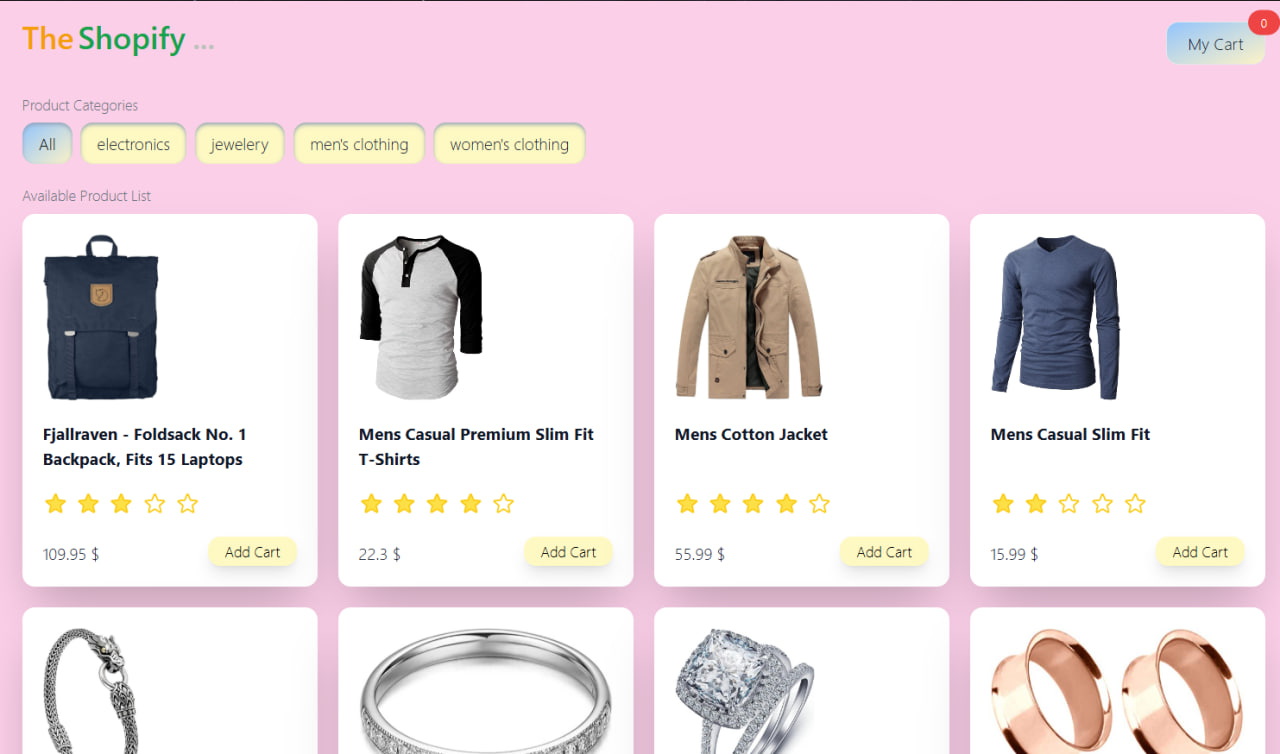 The Shopify ...
0
My Cart
Product Categories
All electronics jewelery men's clothing women's clothing
Available Product List
Fjallraven - Foldsack No. 1
Backpack, Fits 15 Laptops
109.95 $ Add Cart
Mens Casual Premium Slim Fit
T-Shirts
22.3 $ Add Cart
Mens Cotton Jacket
55.99 $ Add Cart
Mens Casual Slim Fit
15.99 $ Add Cart